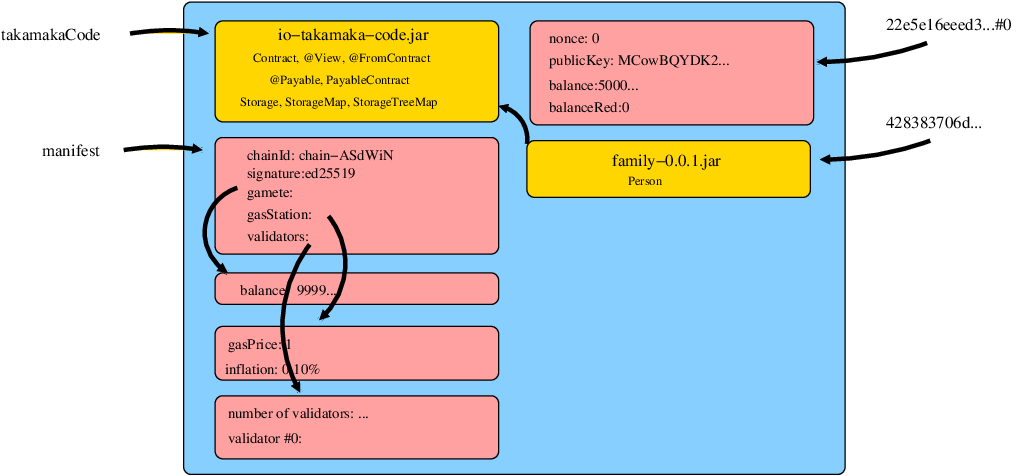 takamakaCode
io−takamaka−code.jar
Contract, @View, @FromContract
@Payable, PayableContract
Storage, StorageMap, StorageTreeMap
nonce: 0
publicKey: MCowBQYDK2...
balance:5000...
balanceRed:0
22e5e16eeed3...#0
428383706d...
family−0.0.1.jar
Person
manifest
chainId: chain−ASdWiN
signature:ed25519
gamete:
gasStation:
validators:
balance: 9999...
gasPrice: 1
inflation: 0.10%
number of validators: ...
validator #0: